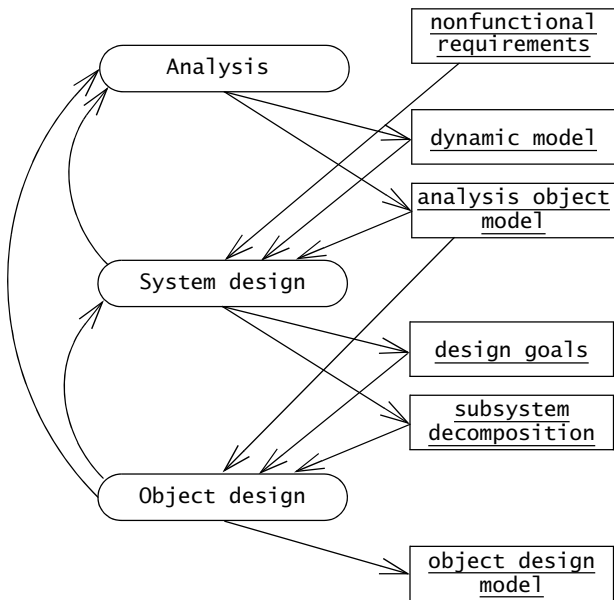 nonfunctional
requirements
Analysis
dynamic model
analysis object
model
System design
design goals
subsystem
decomposition
Object design
object design
model